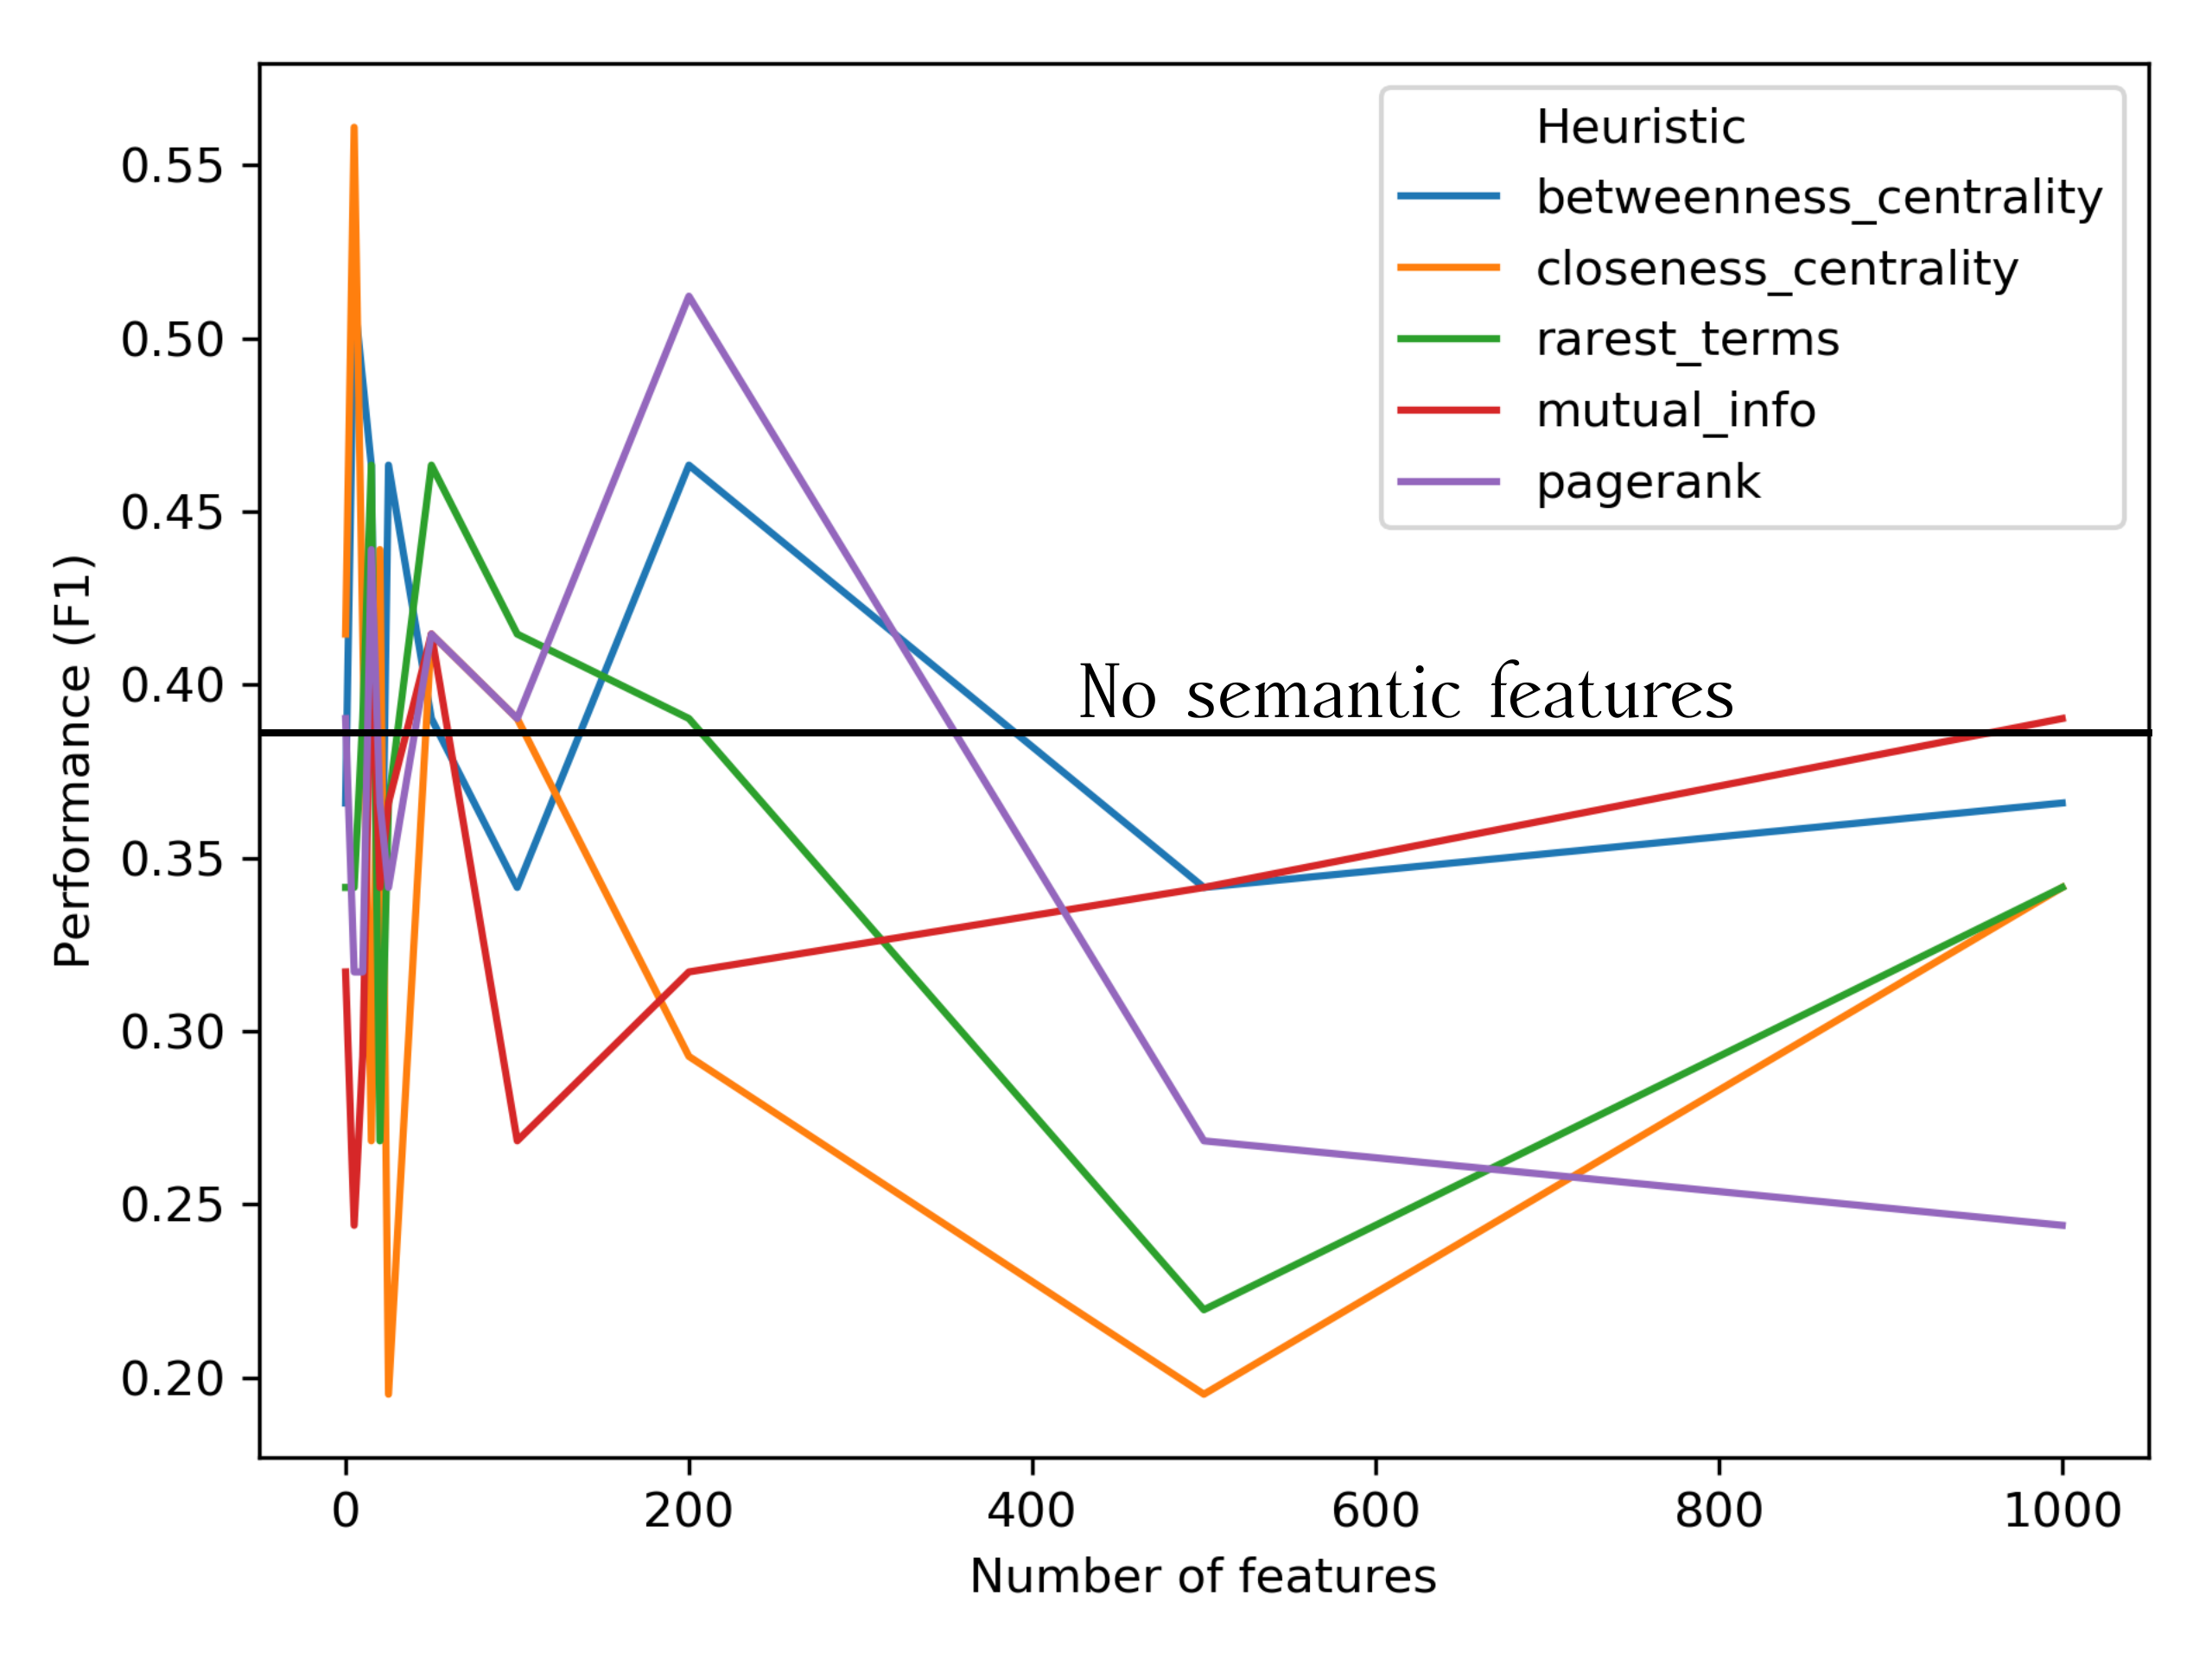 Heuristic
betweenness_centrality
closeness_centrality
rarest_terms
mutual_info
pagerank
No semantic features
Performance (F1)
0.55
0.50
0.45
0.40
0.35
0.30
0.25
0.20
0 200 400 600 800 1000
Number of features